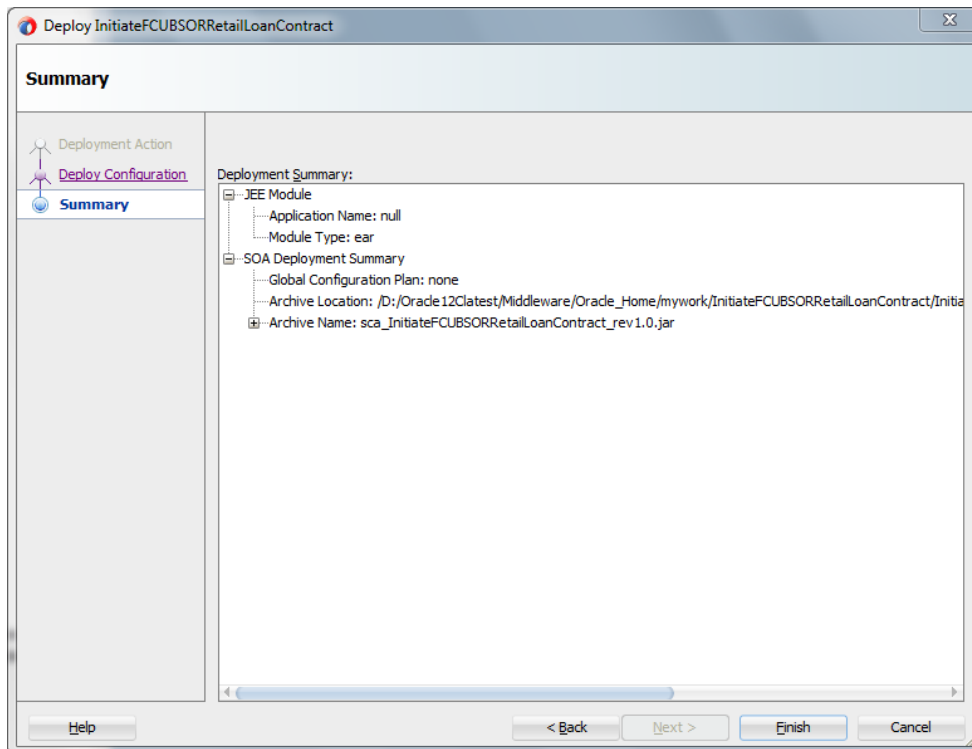 Deploy InitiateFCUBSORRetailLoanContract
Summary
Deployment Action
Deploy Configuration
Summary
Deployment Summary:
JEE Module
Application Name: null
Module Type: ear
SOA Deployment Summary
Global Configuration Plan: none
Archive Location: /D:/Oracle12Clatest/Middleware/Oracle_Home/mywork/InitiateFCUBSORRetailLoanContract/Initia
Archive Name: sca_InitiateFCUBSORRetailLoanContract_rev1.0.jar
Help
< Back
Next >
Finish
Cancel